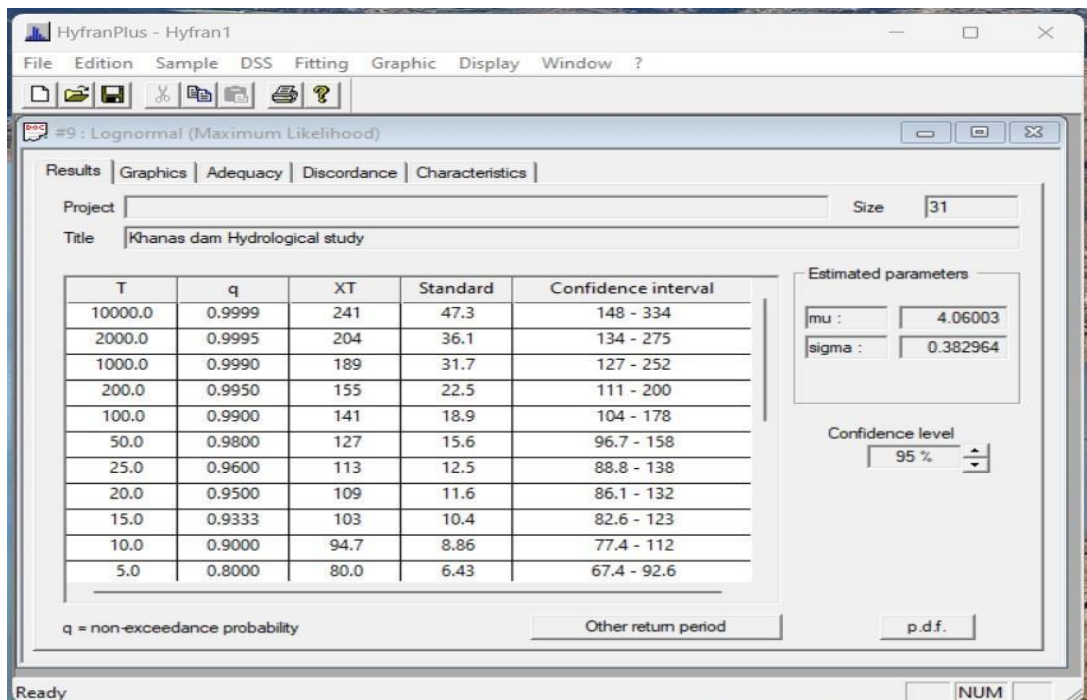 HyfranPlus - Hyfran1
File Edition Sample DSS Fitting Graphic Display Window ?
DOC #9 : Lognormal (Maximum Likelihood)
Results Graphics Adequacy Discordance Characteristics
Project Size 31
Title Khanas dam Hydrological study
T q XT Standard Confidence interval
10000.0 0.9999 241 47.3 148 - 334
2000.0 0.9995 204 36.1 134 - 275
1000.0 0.9990 189 31.7 127 - 252
200.0 0.9950 155 22.5 111 - 200
100.0 0.9900 141 18.9 104 - 178
50.0 0.9800 127 15.6 96.7 - 158
25.0 0.9600 113 12.5 88.8 - 138
20.0 0.9500 109 11.6 86.1 - 132
15.0 0.9333 103 10.4 82.6 - 123
10.0 0.9000 94.7 8.86 77.4 - 112
5.0 0.8000 80.0 6.43 67.4 - 92.6
Estimated parameters
mu : 4.06003
sigma : 0.382964
Confidence level
95 %
q = non-exceedance probability
Other return period
p.d.f.
Ready NUM